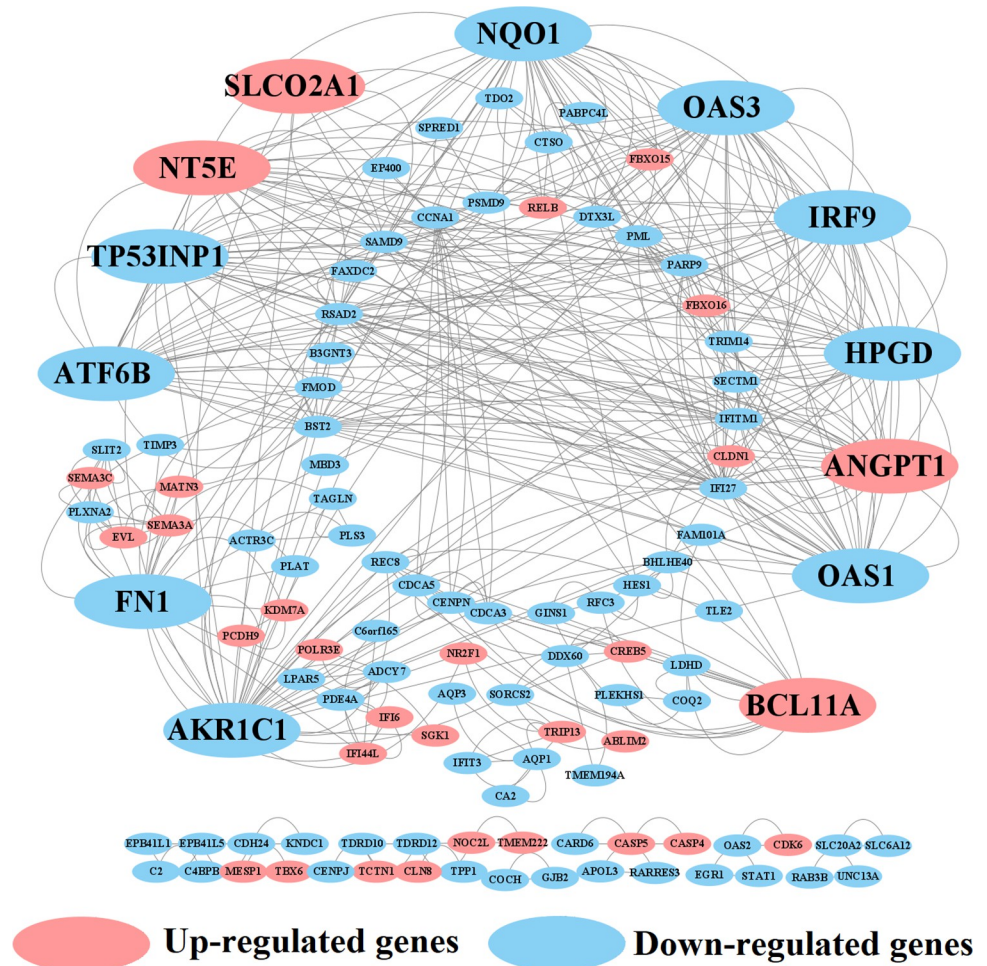 NQO1
SLCO2A1
OAS3
TDO2
PABPC4L
SPRED1
CTSO
NT5E
FBXO15
EP400
PSMD9
RELB
CCNA1
DTX3L
IRF9
SAMD9
PML
TP53INP1
FAXDC2
PARP9
RSAD2
FBXO16
B3GNT3
TRIM14
HPGD
ATF6B
FMOD
SECTM1
BST2
IFITM1
SLIT2
TIMP3
CLDN1
MBD3
ANGPT1
SEMA3C
MATN3
IFI27
TAGLN
PLXNA2
SEMA3A
EVL
PLS3
FAM101A
ACTR3C
BHLHE40
PLAT
REC8
OAS1
CDCA5
HES1
FN1
CENPN
RFC3
KDM7A
CDCA3
GINS1
TLE2
PCDH9
C6orf165
POLR3E
NR2F1
CREB5
DDX60
LDHD
LPAR5
ADCY7
PDE4A
AQP3
SORCS2
PLEKHS1
COQ2
BCL11A
IFI6
AKR1C1
SGK1
TRIP13
ABLIM2
IFI44L
IFIT3
AQP1
TMEM194A
CA2
EPB41L1 EPB41L5 CDH24 KNDC1 TDRD10 TDRD12 NOC2L TMEM222 CARD6 CASP5 CASP4 OAS2 CDK6 SLC20A2 SLC6A12
C2 C4BPB MESP1 TBX6 CENPJ TCTN1 CLN8 TPP1 COCH GJB2 APOL3 RARRES3 EGR1 STAT1 RAB3B UNC13A
Up-regulated genes Down-regulated genes